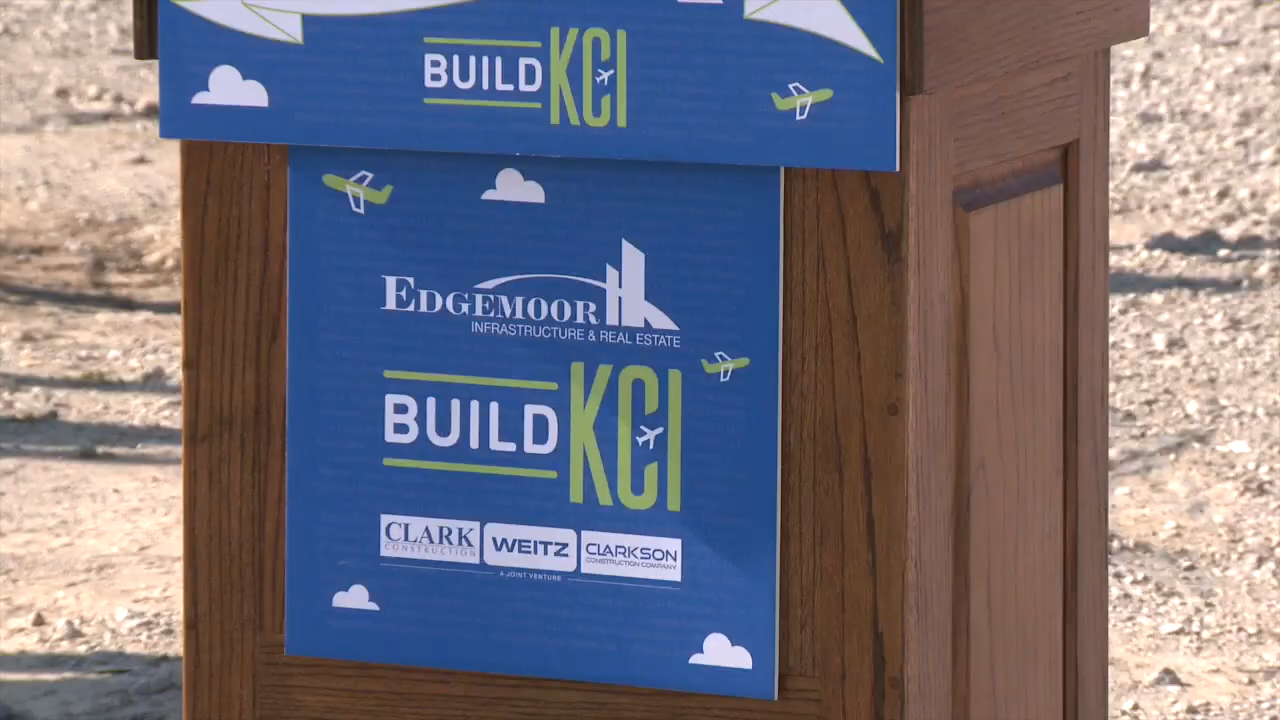 BUILD KCI
EDGEMOOR
INFRASTRUCTURE & REAL ESTATE
BUILD KCI
CLARK
CONSTRUCTION
WEITZ
CLARKSON
CONSTRUCTION COMPANY
A JOINT VENTURE